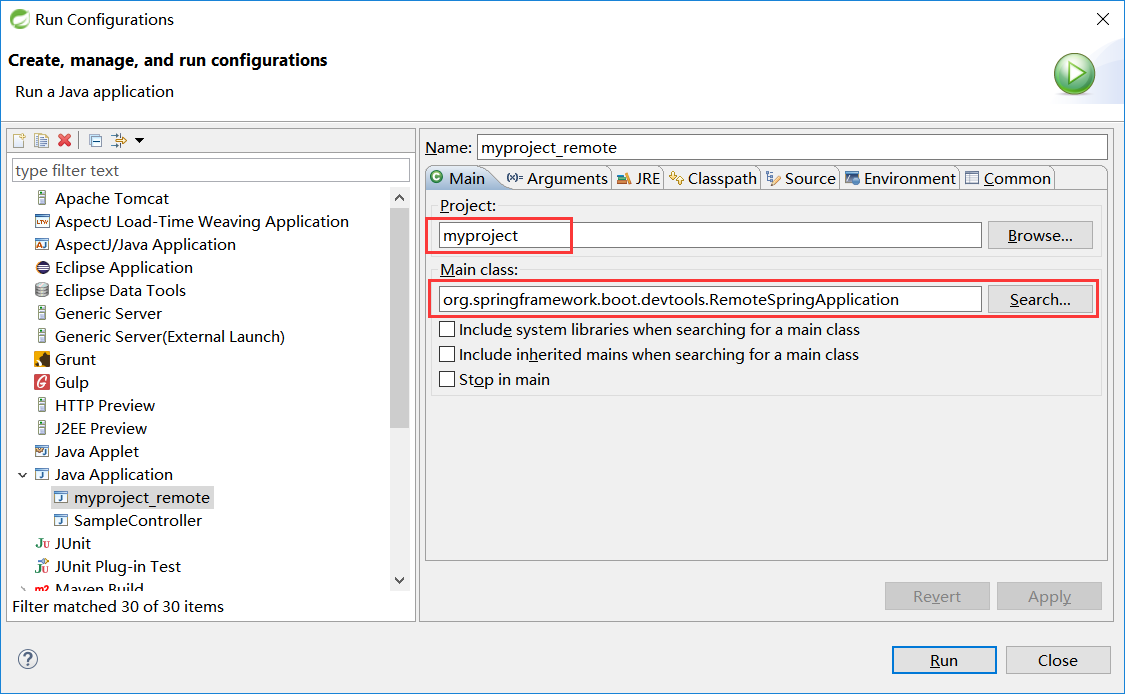 Run Configurations
Create, manage, and run configurations
Run a Java application
type filter text
Apache Tomcat
AspectJ Load-Time Weaving Application
AspectJ/Java Application
Eclipse Application
Eclipse Data Tools
Generic Server
Generic Server(External Launch)
Grunt
Gulp
HTTP Preview
J2EE Preview
Java Applet
Java Application
myproject_remote
SampleController
JUnit
JUnit Plug-in Test
Maven Build
Filter matched 30 of 30 items
Name: myproject_remote
Main Arguments JRE Classpath Source Environment Common
Project:
myproject Browse...
Main class:
org.springframework.boot.devtools.RemoteSpringApplication Search...
Include system libraries when searching for a main class
Include inherited mains when searching for a main class
Stop in main
Revert Apply
Run Close